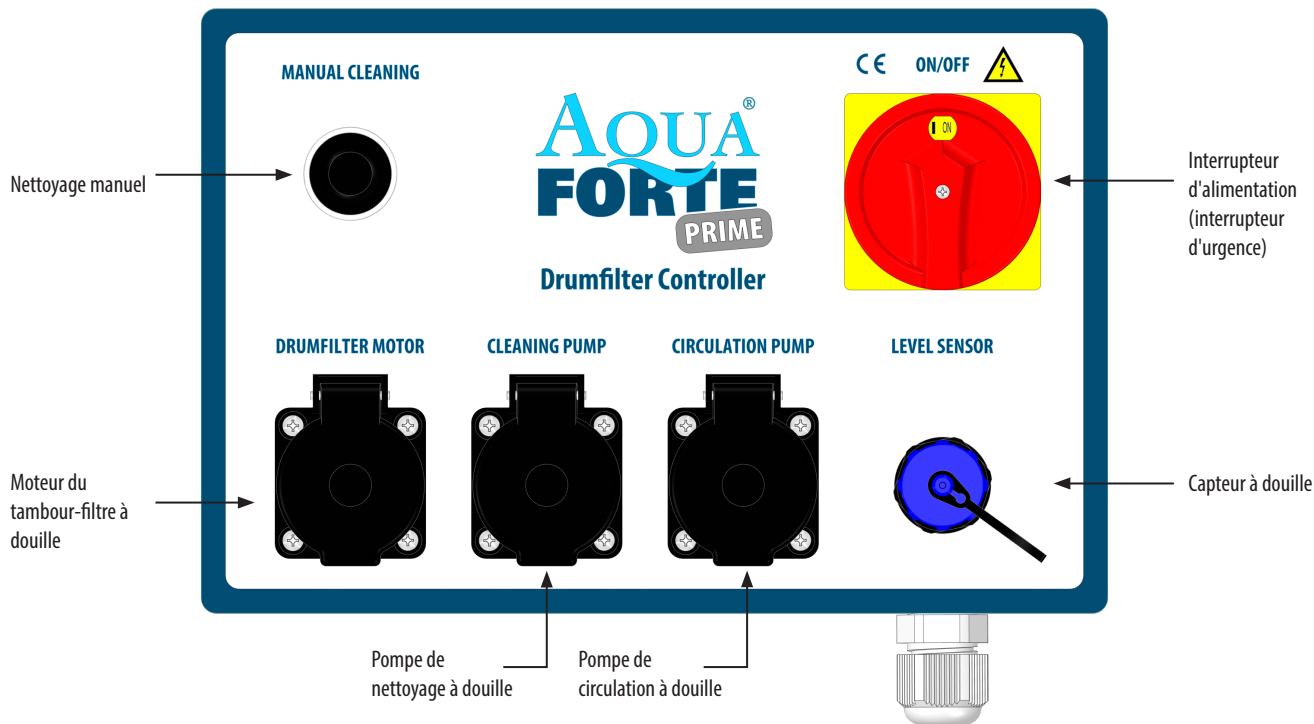 MANUAL CLEANING
CE ON/OFF
AQUA®
FORTE
PRIME
Drumfilter Controller
I ON
Nettoyage manuel
Interrupteur
d'alimentation
(interrupteur
d'urgence)
DRUMFILTER MOTOR
CLEANING PUMP
CIRCULATION PUMP
LEVEL SENSOR
Moteur du
tambour-filtre à
douille
Capteur à douille
Pompe de
nettoyage à douille
Pompe de
circulation à douille